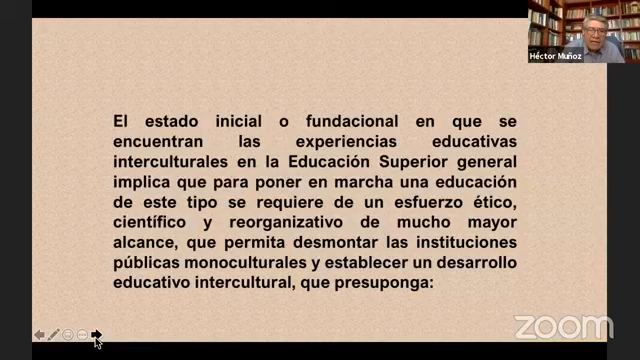 Héctor Muñoz
El estado inicial o fundacional en que se
encuentran las experiencias educativas
interculturales en la Educación Superior general
implica que para poner en marcha una educación
de este tipo se requiere de un esfuerzo ético,
científico y reorganizativo de mucho mayor
alcance, que permita desmontar las instituciones
públicas monoculturales y establecer un desarrollo
educativo intercultural, que presuponga:
zoom